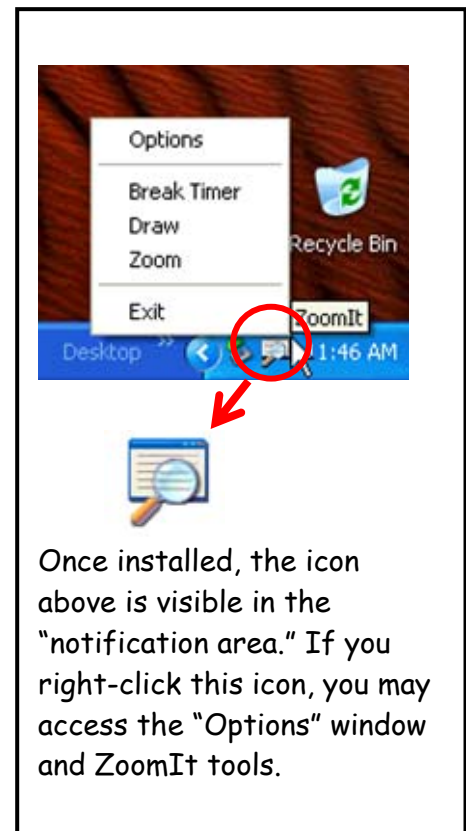 Options
Break Timer
Draw
Zoom
Exit
Recycle Bin
ZoomIt
Desktop
1:46 AM
Once installed, the icon
above is visible in the
“notification area.” If you
right-click this icon, you may
access the “Options” window
and ZoomIt tools.